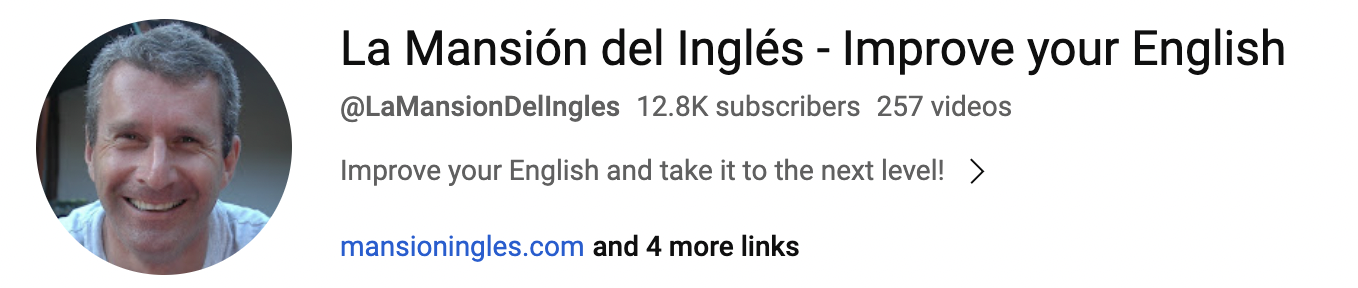 La Mansión del Inglés - Improve your English
@LaMansionDelIngles 12.8K subscribers 257 videos
Improve your English and take it to the next level!
mansioningles.com and 4 more links